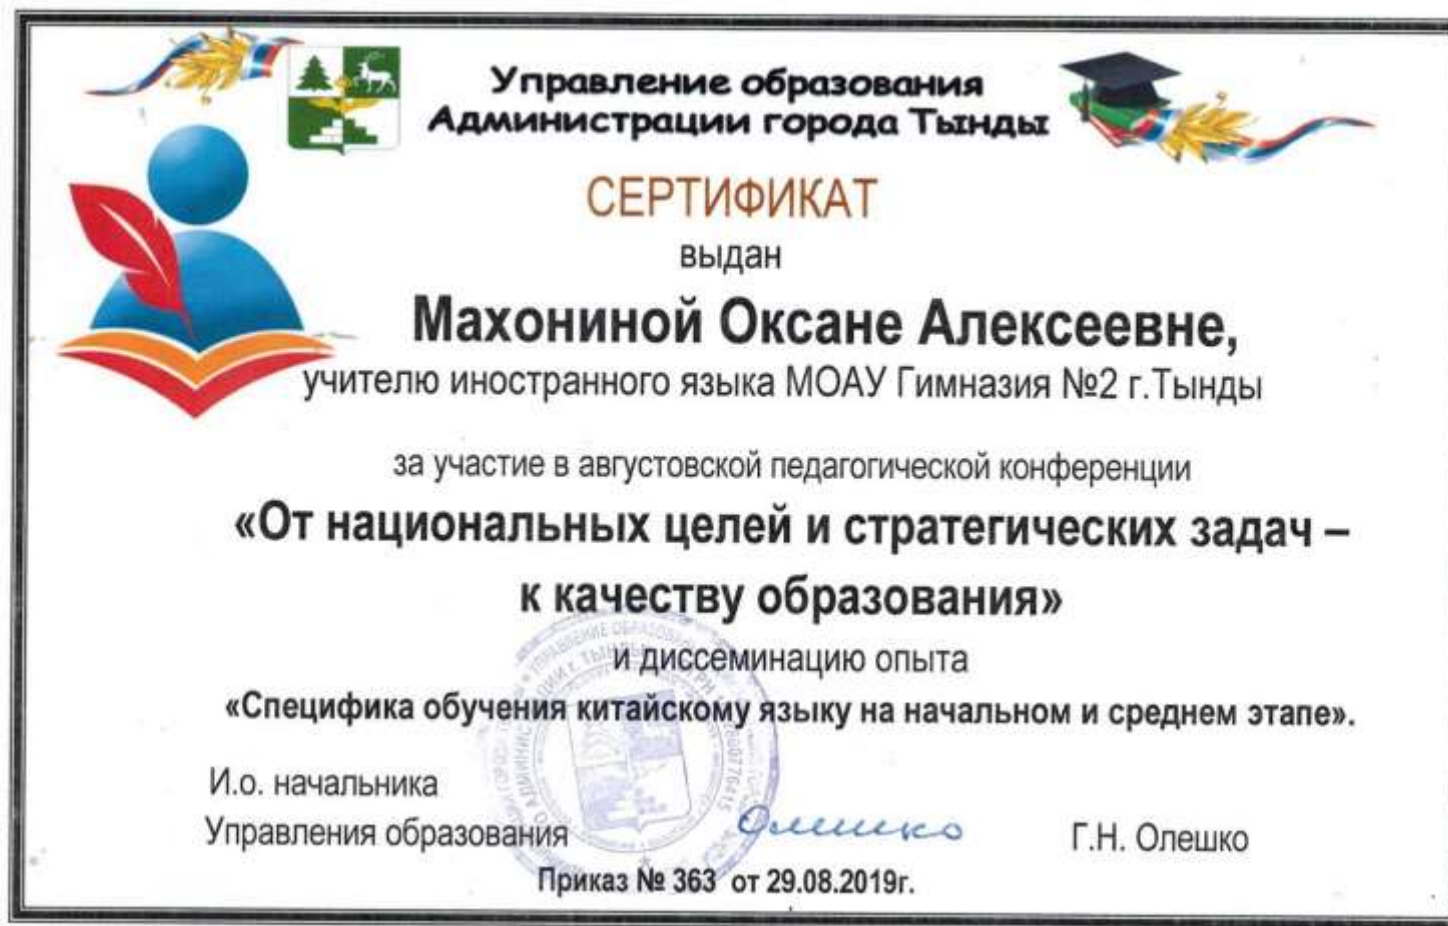 Управление образования
Администрации города Тынды
СЕРТИФИКАТ
выдан
Махониной Оксане Алексеевне,
учителю иностранного языка МОАУ Гимназия №2 г.Тынды
за участие в августовской педагогической конференции
«От национальных целей и стратегических задач –
к качеству образования»
и диссеминацию опыта
«Специфика обучения китайскому языку на начальном и среднем этапе».
И.о. начальника
Управления образования
Олешко
Г.Н. Олешко
Приказ № 363 от 29.08.2019г.